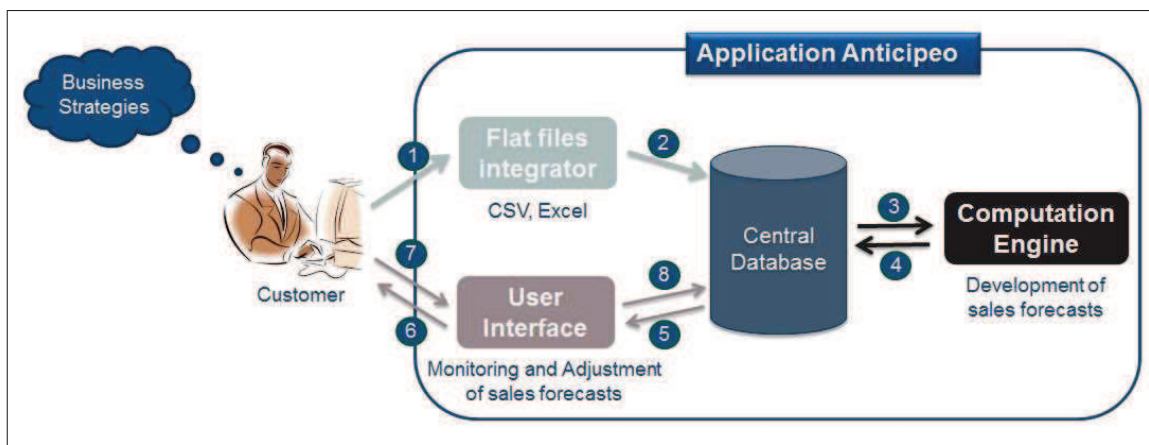 Application Anticipeo
Business
Strategies
1
Flat files
integrator
2
CSV, Excel
Customer
7
6
User
Interface
8
5
Monitoring and Adjustment
of sales forecasts
Central
Database
3
4
Computation
Engine
Development of
sales forecasts